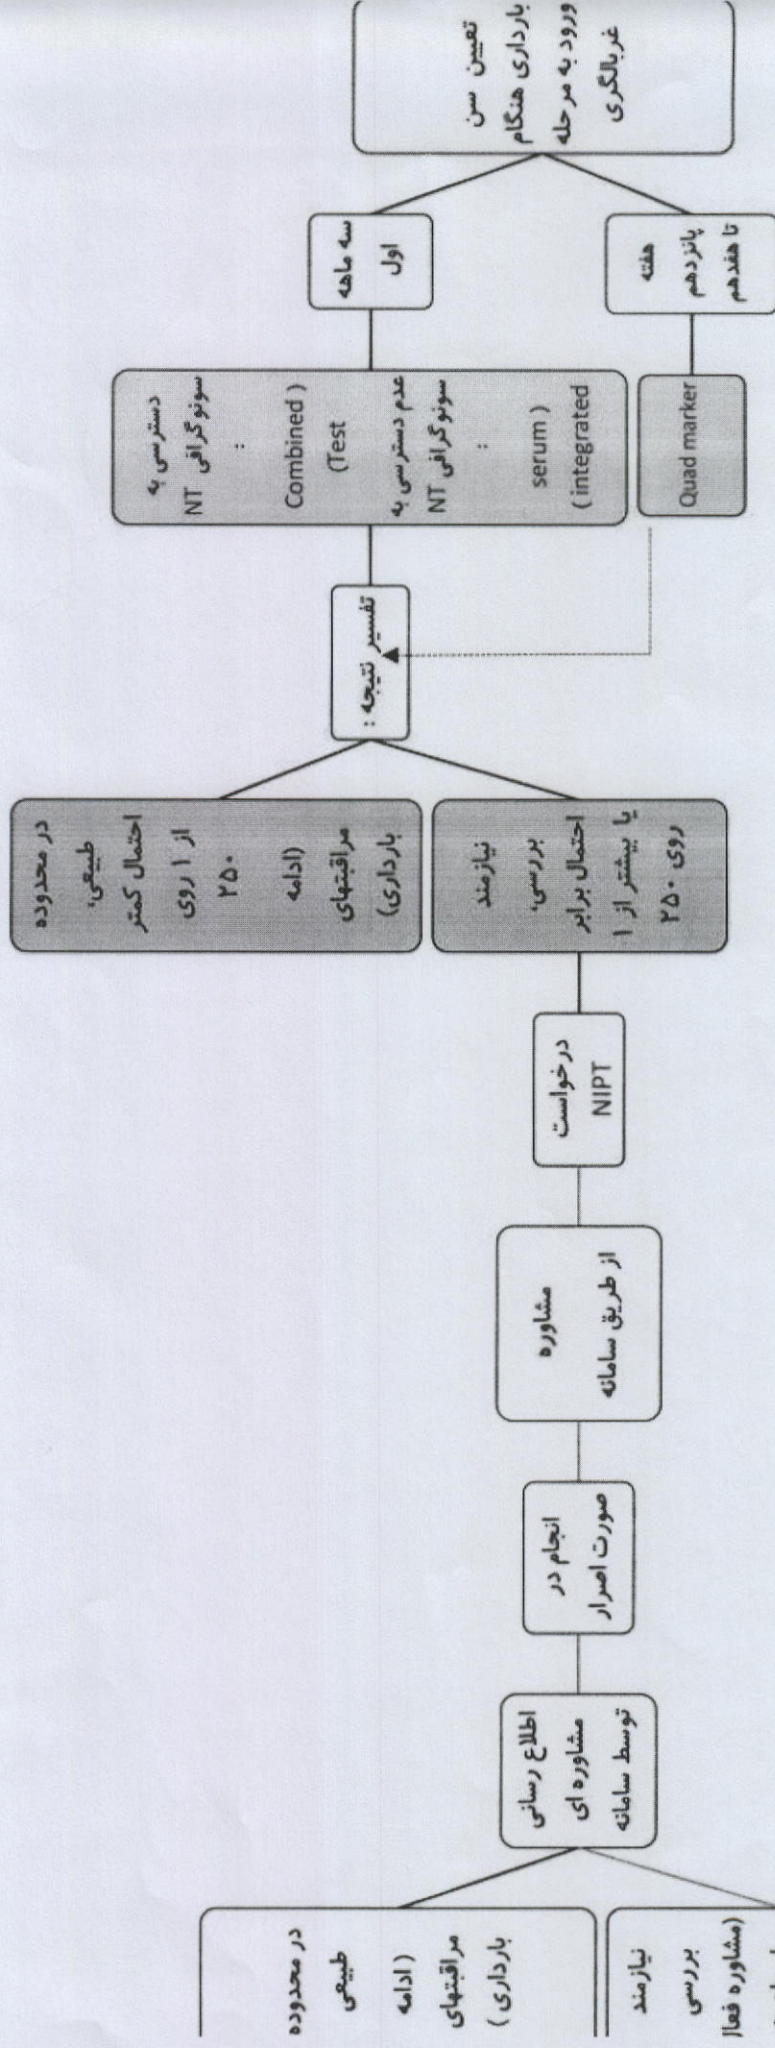 تعیین سن
بارداری هنگام
ورود به مرحله
غربالگری
سه ماهه
اول
هفته
پانزدهم
تا هفدهم
دسترسی به
سونوگرافی NT
:
Combined )
(Test
عدم دسترسی به
سونوگرافی NT
:
serum )
( integrated
Quad marker
تفسیر نتیجه :
در محدوده
طبیعی،
احتمال کمتر
از ۱ روی
۲۵۰
(ادامه
مراقبتهای
بارداری)
نیازمند
بررسی،
احتمال برابر
یا بیشتر از ۱
روی ۲۵۰
درخواست
NIPT
مشاوره
از طریق سامانه
انجام در
صورت اصرار
اطلاع رسانی
مشاوره ای
توسط سامانه
در محدوده
طبیعی
( ادامه
مراقبتهای
بارداری )
نیازمند
بررسی
(مشاوره فعال